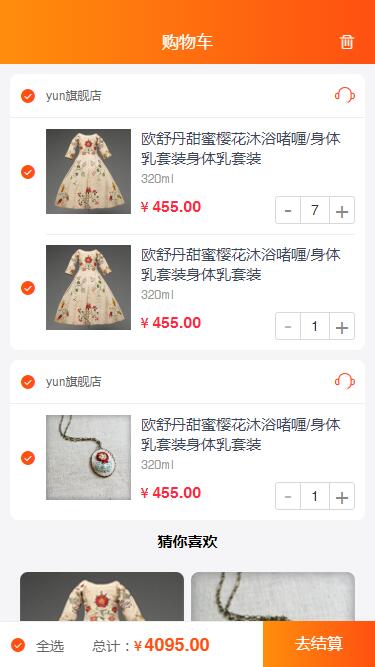 购物车
yun旗舰店
欧舒丹甜蜜樱花沐浴啫喱/身体
乳套装身体乳套装
320ml
¥ 455.00
- 7 +
欧舒丹甜蜜樱花沐浴啫喱/身体
乳套装身体乳套装
320ml
¥ 455.00
- 1 +
yun旗舰店
欧舒丹甜蜜樱花沐浴啫喱/身体
乳套装身体乳套装
320ml
¥ 455.00
- 1 +
猜你喜欢
全选 总计：¥4095.00 去结算